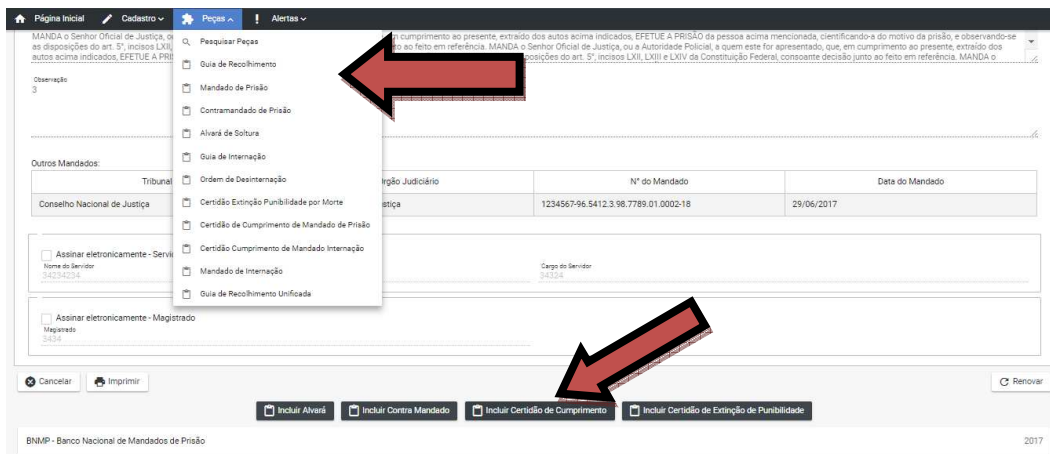 Página Inicial Cadastro Peças Alertas
MANDA o Senhor Oficial de Justiça, o em cumprimento ao presente, extraído dos autos acima indicados, EFETUE A PRISÃO da pessoa acima mencionada, cientificando-a do motivo da prisão, e observando-se
as disposições do art. 5°, incisos LXII, ao feito em referência. MANDA o Senhor Oficial de Justiça, ou a Autoridade Policial, a quem este for apresentado, que, em cumprimento ao presente, extraído dos
autos acima indicados, EFETUE A PRI posições do art. 5°, incisos LXII, LXIII e LXIV da Constituição Federal, consoante decisão junto ao feito em referência. MANDA o
Pesquisar Peças
Guia de Recolhimento
Mandado de Prisão
Contramandado de Prisão
Alvará de Soltura
Guia de Internação
Ordem de Desinternação
Certidão Extinção Punibilidade por Morte
Certidão de Cumprimento de Mandado de Prisão
Certidão Cumprimento de Mandado Internação
Mandado de Internação
Guia de Recolhimento Unificada
Observação
3
Outros Mandados:
Tribunal rgão Judiciário N° do Mandado Data do Mandado
Conselho Nacional de Justiça stiça 1234567-96.5412.3.98.7789.01.0002-18 29/06/2017
Assinar eletronicamente - Servi
Nome do Servidor Cargo do Servidor
34234234 34324
Assinar eletronicamente - Magistrado
Magistrado
3434
Cancelar Imprimir Renovar
Incluir Alvará Incluir Contra Mandado Incluir Certidão de Cumprimento Incluir Certidão de Extinção de Punibilidade
BNMP - Banco Nacional de Mandados de Prisão 2017